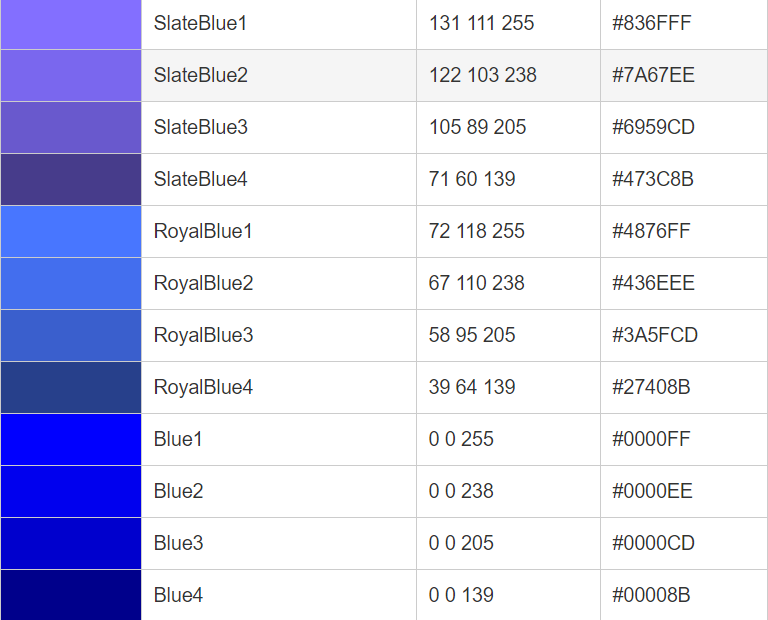 SlateBlue1 131 111 255 #836FFF
SlateBlue2 122 103 238 #7A67EE
SlateBlue3 105 89 205 #6959CD
SlateBlue4 71 60 139 #473C8B
RoyalBlue1 72 118 255 #4876FF
RoyalBlue2 67 110 238 #436EEE
RoyalBlue3 58 95 205 #3A5FCD
RoyalBlue4 39 64 139 #27408B
Blue1 0 0 255 #0000FF
Blue2 0 0 238 #0000EE
Blue3 0 0 205 #0000CD
Blue4 0 0 139 #00008B